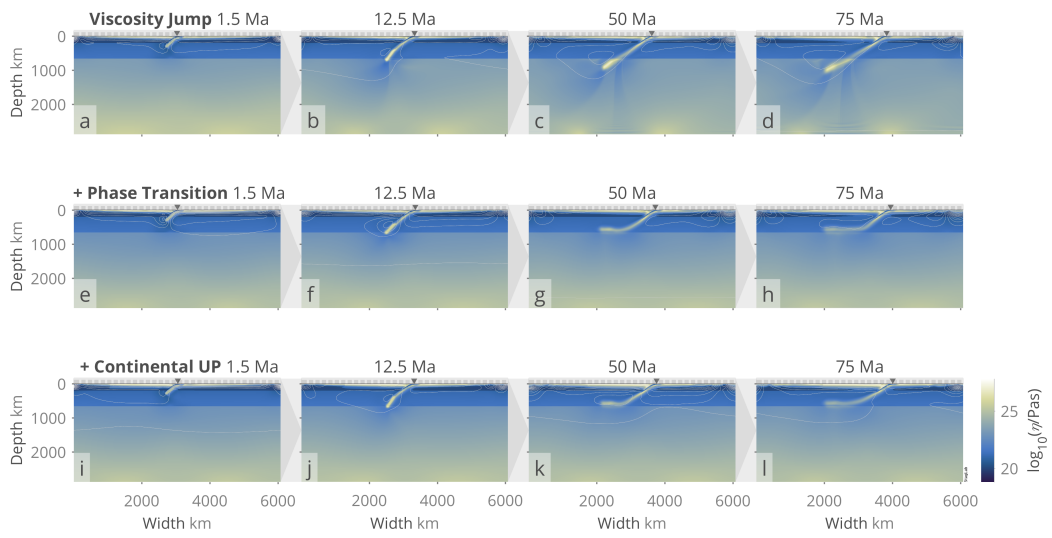 Viscosity Jump 1.5 Ma 12.5 Ma 50 Ma 75 Ma
0
1000
2000
Depth km
a b c d
+ Phase Transition 1.5 Ma 12.5 Ma 50 Ma 75 Ma
0
1000
2000
Depth km
e f g h
+ Continental UP 1.5 Ma 12.5 Ma 50 Ma 75 Ma
0
1000
2000
Depth km
i j k l
25
20
log10(η/Pas)
2000 4000 2000 4000 6000 2000 4000 6000 2000 4000 6000
Width km Width km Width km Width km